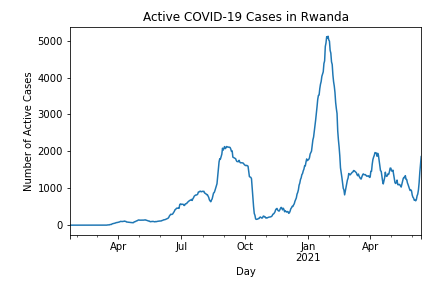 Active COVID-19 Cases in Rwanda
5000
4000
3000
2000
1000
0
Number of Active Cases
Apr Jul Oct Jan Apr
2021
Day